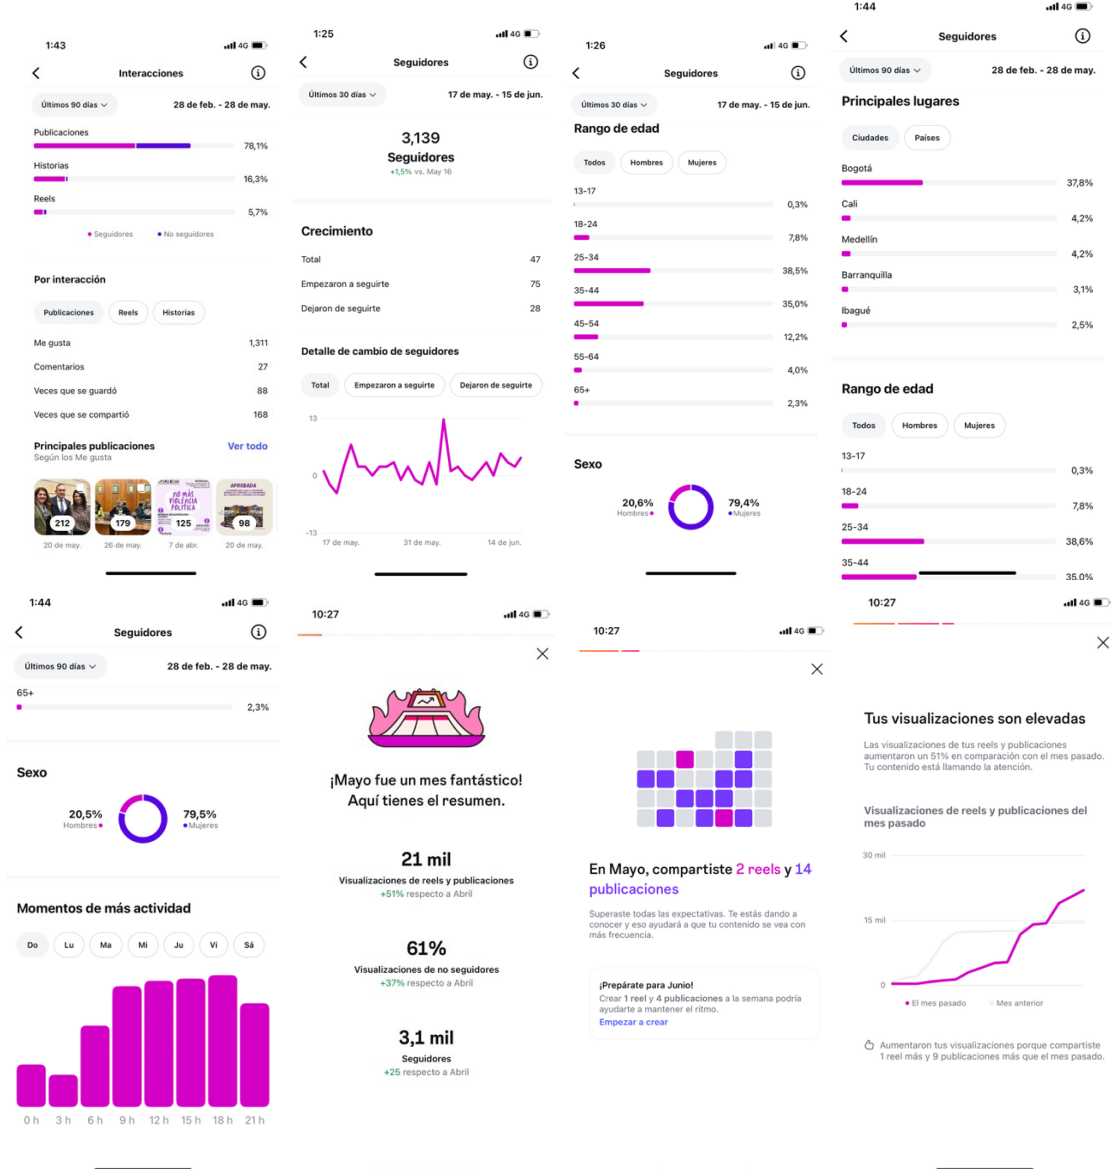 1:43
4G
Interacciones
Últimos 90 días
28 de feb. - 28 de may.
Publicaciones
78,1%
Historias
16,3%
Reels
5,7%
Seguidores
No seguidores
Por interacción
Publicaciones
Reels
Historias
Me gusta
1,311
Comentarios
27
Veces que se guardó
88
Veces que se compartió
168
Principales publicaciones
Ver todo
Según los Me gusta
212
179
NO MÁS
VIOLENCIA
POLÍTICA
125
APROBADA
98
20 de may.
26 de may.
7 de abr.
20 de may.
1:25
4G
Seguidores
Últimos 30 días
17 de may. - 15 de jun.
3,139
Seguidores
+1,5% vs. May 16
Crecimiento
Total
47
Empezaron a seguirte
75
Dejaron de seguirte
28
Detalle de cambio de seguidores
Total
Empezaron a seguirte
Dejaron de seguirte
13
0
-13
17 de may.
31 de may.
14 de jun.
1:26
4G
Seguidores
Últimos 30 días
17 de may. - 15 de jun.
Rango de edad
Todos
Hombres
Mujeres
13-17
0,3%
18-24
7,8%
25-34
38,5%
35-44
35,0%
45-54
12,2%
55-64
4,0%
65+
2,3%
Sexo
20,6%
Hombres
79,4%
Mujeres
1:44
4G
Seguidores
Últimos 90 días
28 de feb. - 28 de may.
Principales lugares
Ciudades
Países
Bogotá
37,8%
Cali
4,2%
Medellín
4,2%
Barranquilla
3,1%
Ibagué
2,5%
Rango de edad
Todos
Hombres
Mujeres
13-17
0,3%
18-24
7,8%
25-34
38,6%
35-44
35,0%
1:44
4G
Seguidores
Últimos 90 días
28 de feb. - 28 de may.
65+
2,3%
Sexo
20,5%
Hombres
79,5%
Mujeres
Momentos de más actividad
Do
Lu
Ma
Mi
Ju
Vi
Sá
0 h
3 h
6 h
9 h
12 h
15 h
18 h
21 h
10:27
4G
¡Mayo fue un mes fantástico!
Aquí tienes el resumen.
21 mil
Visualizaciones de reels y publicaciones
+51% respecto a Abril
61%
Visualizaciones de no seguidores
+37% respecto a Abril
3,1 mil
Seguidores
+25 respecto a Abril
10:27
4G
En Mayo, compartiste 2 reels y 14
publicaciones
Superaste todas las expectativas. Te estás dando a
conocer y eso ayudará a que tu contenido se vea con
más frecuencia.
¡Prepárate para Junio!
Crear 1 reel y 4 publicaciones a la semana podría
ayudarte a mantener el ritmo.
Empezar a crear
10:27
4G
Tus visualizaciones son elevadas
Las visualizaciones de tus reels y publicaciones
aumentaron un 51% en comparación con el mes pasado.
Tu contenido está llamando la atención.
Visualizaciones de reels y publicaciones del
mes pasado
30 mil
15 mil
0
El mes pasado
Mes anterior
Aumentaron tus visualizaciones porque compartiste
1 reel más y 9 publicaciones más que el mes pasado.